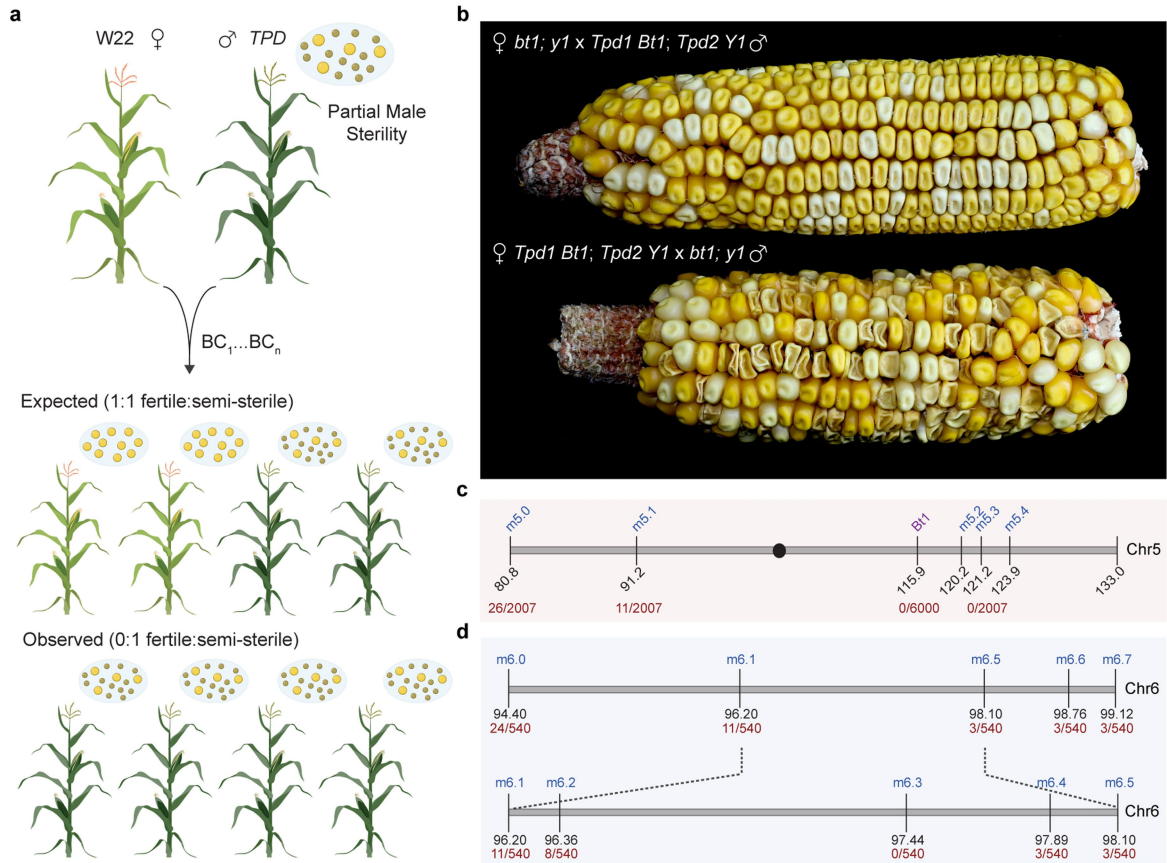 a
W22 ♀ ♂ TPD
Partial Male
Sterility
BC1...BCn
Expected (1:1 fertile:semi-sterile)
Observed (0:1 fertile:semi-sterile)
b
♀ bt1; y1 x Tpd1 Bt1; Tpd2 Y1 ♂
♀ Tpd1 Bt1; Tpd2 Y1 x bt1; y1 ♂
c
m5.0 m5.1 Bt1 m5.2 m5.3 m5.4
Chr5
80.8 91.2 115.9 120.2 121.2 123.9 133.0
26/2007 11/2007 0/6000 0/2007
d
m6.0 m6.1 m6.5 m6.6 m6.7
Chr6
94.40 96.20 98.10 98.76 99.12
24/540 11/540 3/540 3/540 3/540
m6.1 m6.2 m6.3 m6.4 m6.5
Chr6
96.20 96.36 97.44 97.89 98.10
11/540 8/540 0/540 3/540 3/540